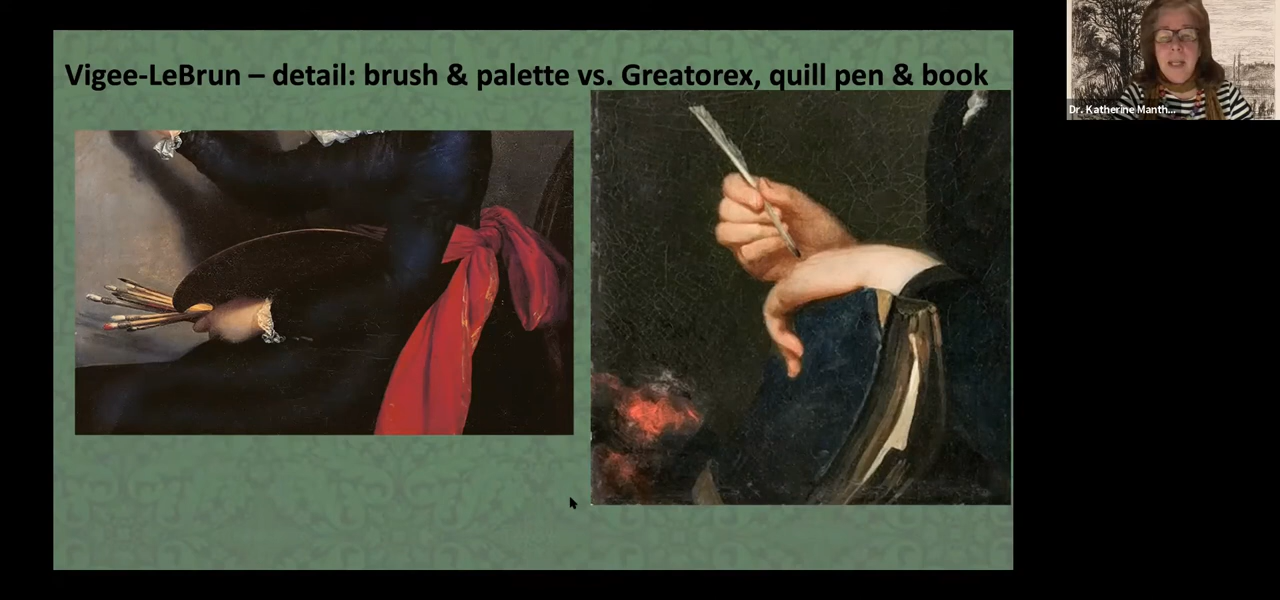 Vigee-LeBrun – detail: brush & palette vs. Greatorex, quill pen & book
Dr. Katherine Manth...